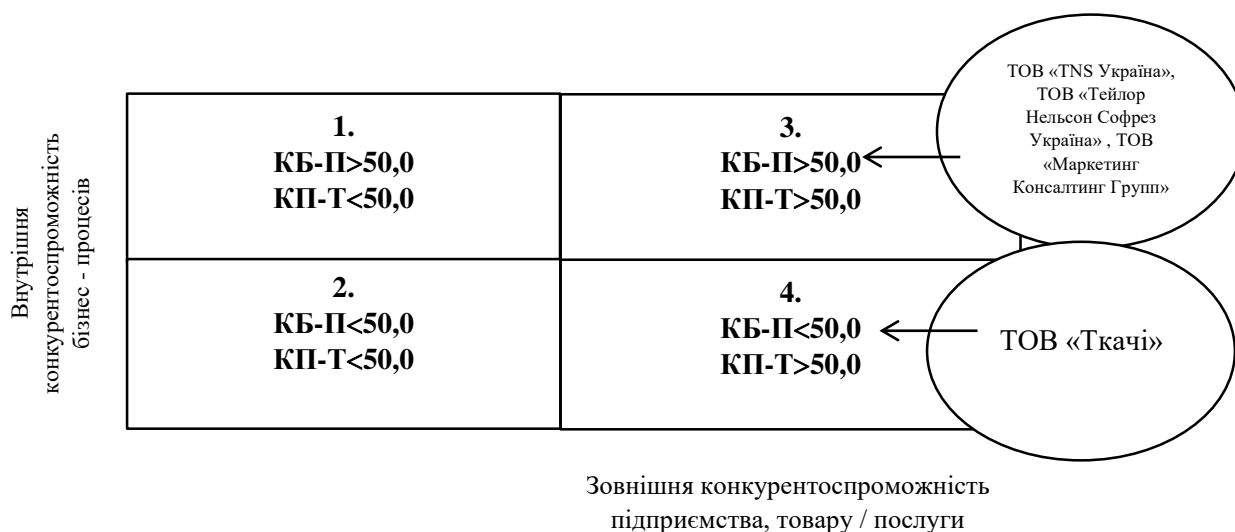 ТОВ «TNS Україна»,
ТОВ «Тейлор
Нельсон Софрез
Україна» , ТОВ
«Маркетинг
Консалтинг Групп»
1.
КБ-П>50,0
КП-Т<50,0
3.
КБ-П>50,0
КП-Т>50,0
Внутрішня
конкурентоспроможність
бізнес - процесів
2.
КБ-П<50,0
КП-Т<50,0
4.
КБ-П<50,0
КП-Т>50,0
ТОВ «Ткачі»
Зовнішня конкурентоспроможність
підприємства, товару / послуги